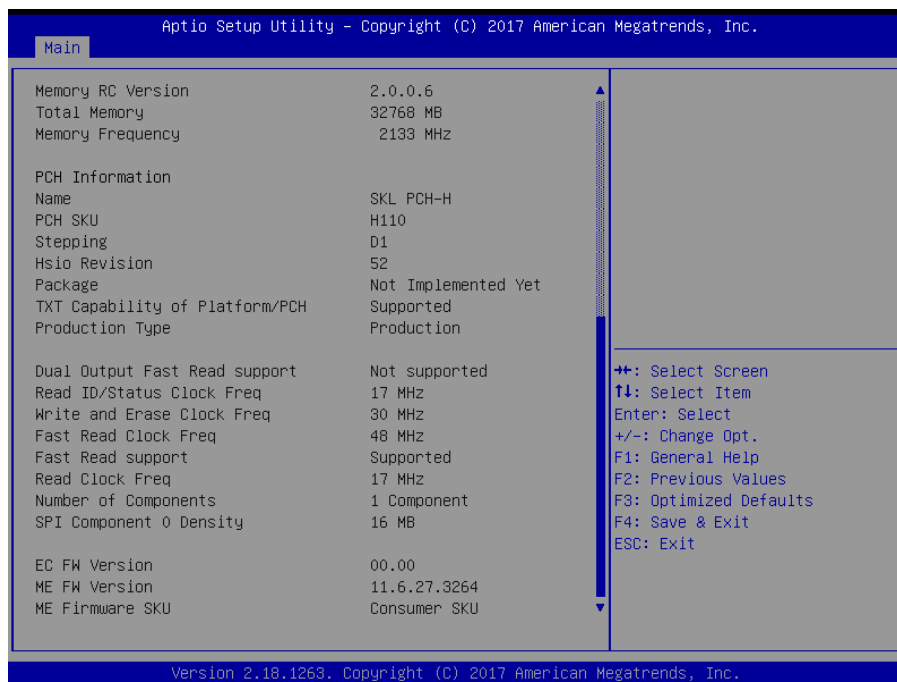 Aptio Setup Utility – Copyright (C) 2017 American Megatrends, Inc.
Main
Memory RC Version 2.0.0.6
Total Memory 32768 MB
Memory Frequency 2133 MHz
PCH Information
Name SKL PCH-H
PCH SKU H110
Stepping D1
Hsio Revision 52
Package Not Implemented Yet
TXT Capability of Platform/PCH Supported
Production Type Production
Dual Output Fast Read support Not supported
Read ID/Status Clock Freq 17 MHz
Write and Erase Clock Freq 30 MHz
Fast Read Clock Freq 48 MHz
Fast Read support Supported
Read Clock Freq 17 MHz
Number of Components 1 Component
SPI Component 0 Density 16 MB
EC FW Version 00.00
ME FW Version 11.6.27.3264
ME Firmware SKU Consumer SKU
→←: Select Screen
↑↓: Select Item
Enter: Select
+/-: Change Opt.
F1: General Help
F2: Previous Values
F3: Optimized Defaults
F4: Save & Exit
ESC: Exit
Version 2.18.1263. Copyright (C) 2017 American Megatrends, Inc.